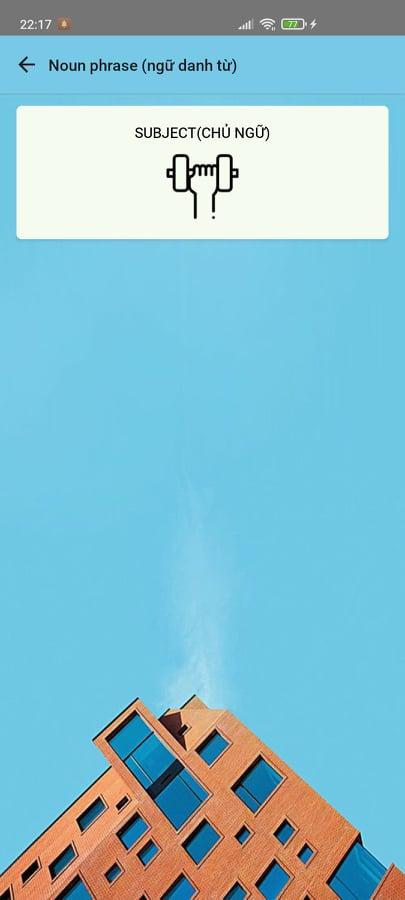 22:17
77
Noun phrase (ngữ danh từ)
SUBJECT(CHỦ NGỮ)